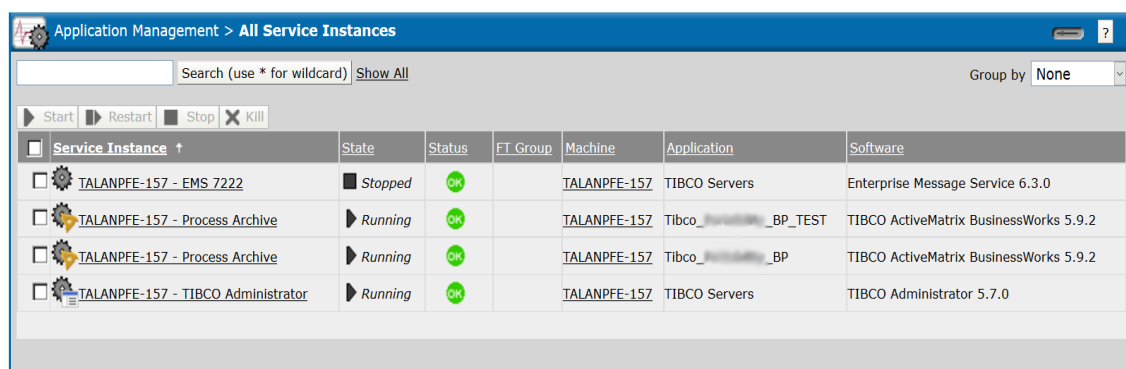 Application Management > All Service Instances ?
Search (use * for wildcard) Show All Group by None
Start Restart Stop Kill
Service Instance ↑ State Status FT Group Machine Application Software
TALANPFE-157 - EMS 7222 Stopped OK TALANPFE-157 TIBCO Servers Enterprise Message Service 6.3.0
TALANPFE-157 - Process Archive Running OK TALANPFE-157 Tibco_ _BP_TEST TIBCO ActiveMatrix BusinessWorks 5.9.2
TALANPFE-157 - Process Archive Running OK TALANPFE-157 Tibco_ _BP TIBCO ActiveMatrix BusinessWorks 5.9.2
TALANPFE-157 - TIBCO Administrator Running OK TALANPFE-157 TIBCO Servers TIBCO Administrator 5.7.0